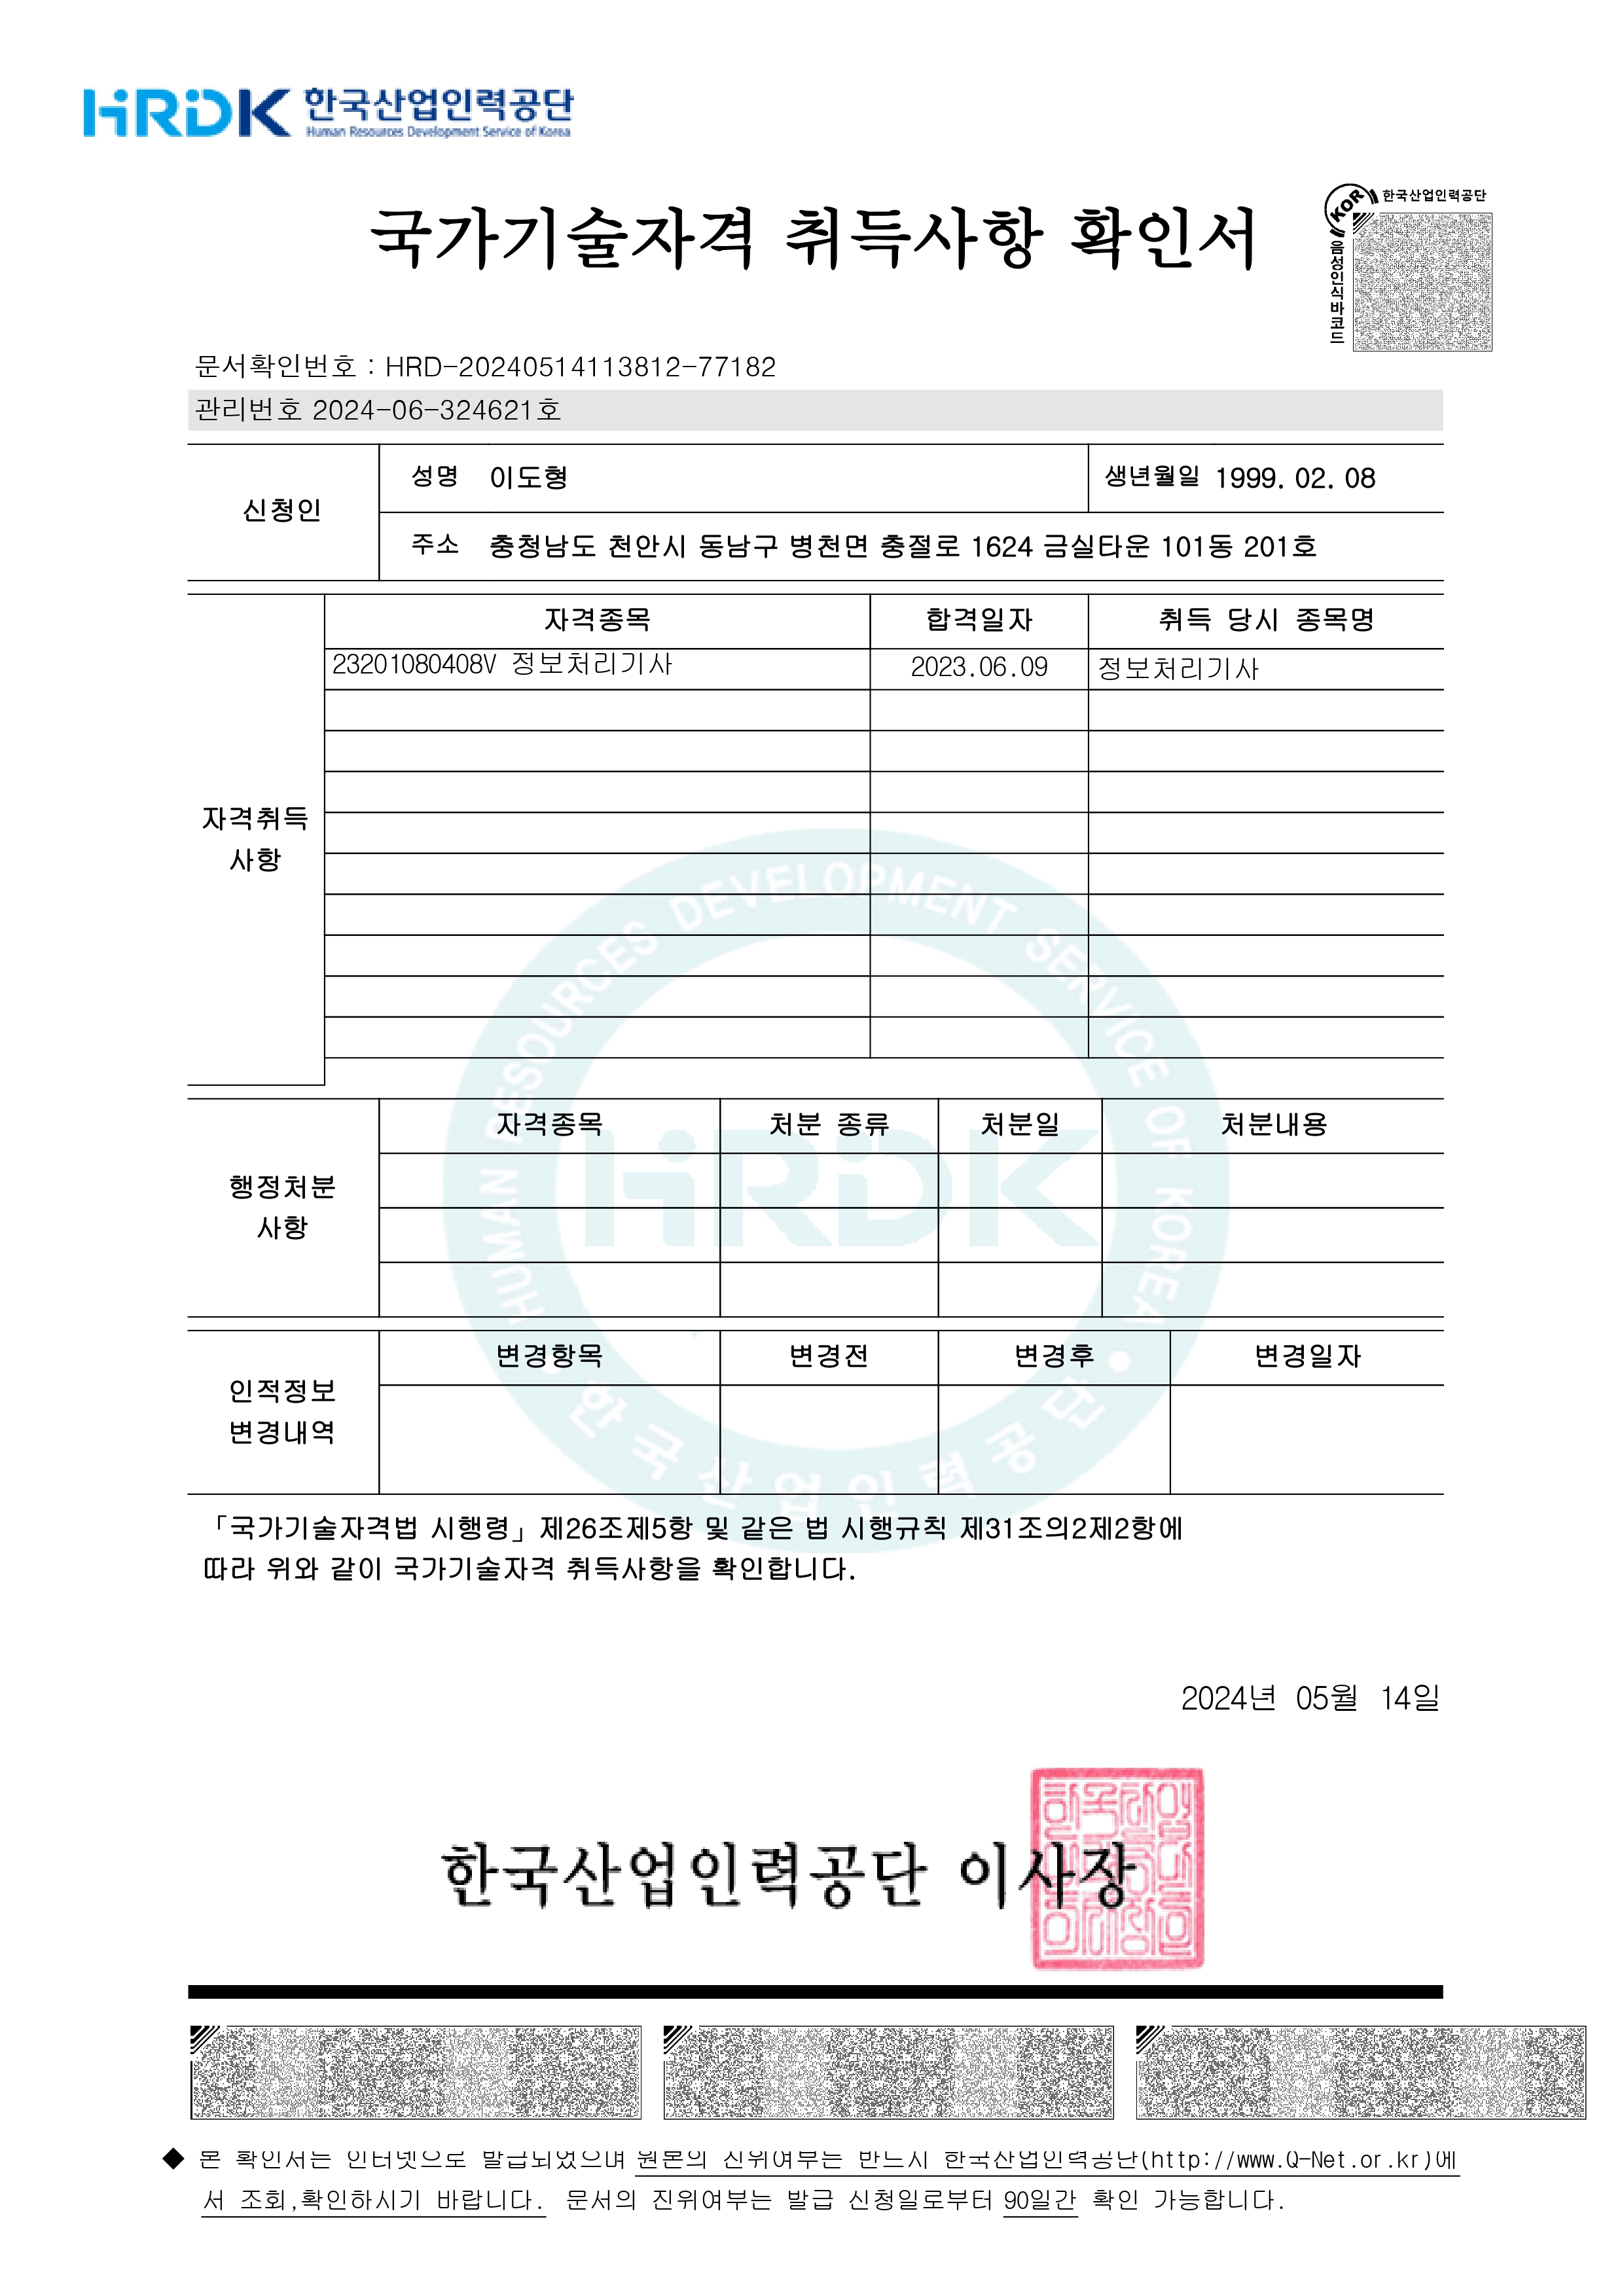 HRDK 한국산업인력공단
Human Resources Development Service of Korea
국가기술자격 취득사항 확인서
KOR 한국산업인력공단
음성인식바코드
문서확인번호 : HRD-20240514113812-77182
관리번호 2024-06-324621호
신청인
성명 이도형 생년월일 1999. 02. 08
주소 충청남도 천안시 동남구 병천면 충절로 1624 금실타운 101동 201호
자격취득
사항
자격종목 합격일자 취득 당시 종목명
23201080408V 정보처리기사 2023.06.09 정보처리기사
행정처분
사항
자격종목 처분 종류 처분일 처분내용
인적정보
변경내역
변경항목 변경전 변경후 변경일자
HUMAN RESOURCES DEVELOPMENT SERVICE OF KOREA
HRDK
한국산업인력공단
「국가기술자격법 시행령」제26조제5항 및 같은 법 시행규칙 제31조의2제2항에
따라 위와 같이 국가기술자격 취득사항을 확인합니다.
2024년 05월 14일
한국산업인력공단 이사장
◆ 본 확인서는 인터넷으로 발급되었으며 원본의 진위여부는 반드시 한국산업인력공단(http://www.Q-Net.or.kr)에
서 조회,확인하시기 바랍니다. 문서의 진위여부는 발급 신청일로부터 90일간 확인 가능합니다.